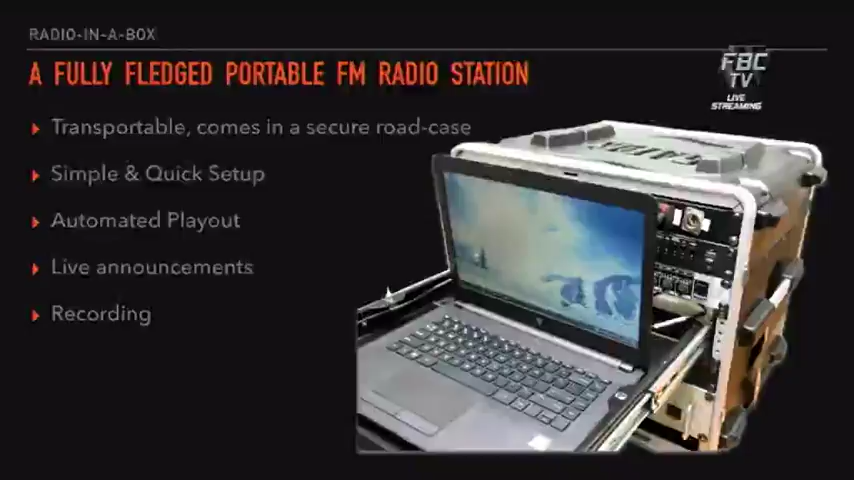 RADIO-IN-A-BOX
A FULLY FLEDGED PORTABLE FM RADIO STATION
FBC
TV
LIVE
STREAMING
Transportable, comes in a secure road-case
Simple & Quick Setup
Automated Playout
Live announcements
Recording